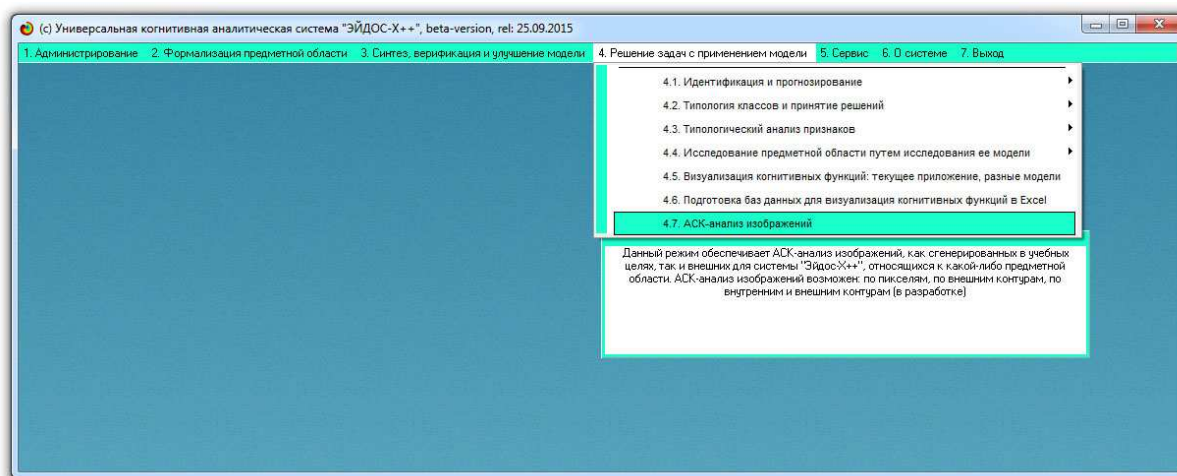 (с) Универсальная когнитивная аналитическая система "ЭЙДОС-Х++", beta-version, rel: 25.09.2015
1. Администрирование 2. Формализация предметной области 3. Синтез, верификация и улучшение модели 4. Решение задач с применением модели 5. Сервис 6. О системе 7. Выход
4.1. Идентификация и прогнозирование
4.2. Типология классов и принятие решений
4.3. Типологический анализ признаков
4.4. Исследование предметной области путем исследования ее модели
4.5. Визуализация когнитивных функций: текущее приложение, разные модели
4.6. Подготовка баз данных для визуализация когнитивных функций в Excel
4.7. АСК-анализ изображений
Данный режим обеспечивает АСК-анализ изображений, как сгенерированных в учебных
целях, так и внешних для системы "Эйдос-Х++", относящихся к какой-либо предметной
области. АСК-анализ изображений возможен: по пикселям, по внешним контурам, по
внутренним и внешним контурам (в разработке)